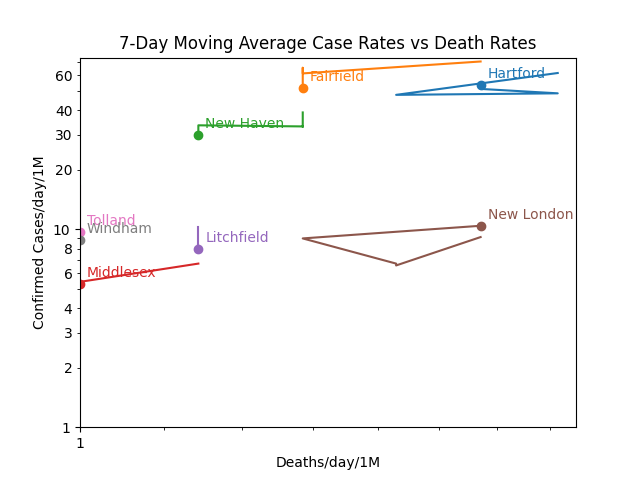 7-Day Moving Average Case Rates vs Death Rates
60
Fairfield
Hartford
40
30
New Haven
20
Tolland
10
Windham
Litchfield
New London
8
6
Middlesex
4
3
2
1
1
Confirmed Cases/day/1M
Deaths/day/1M